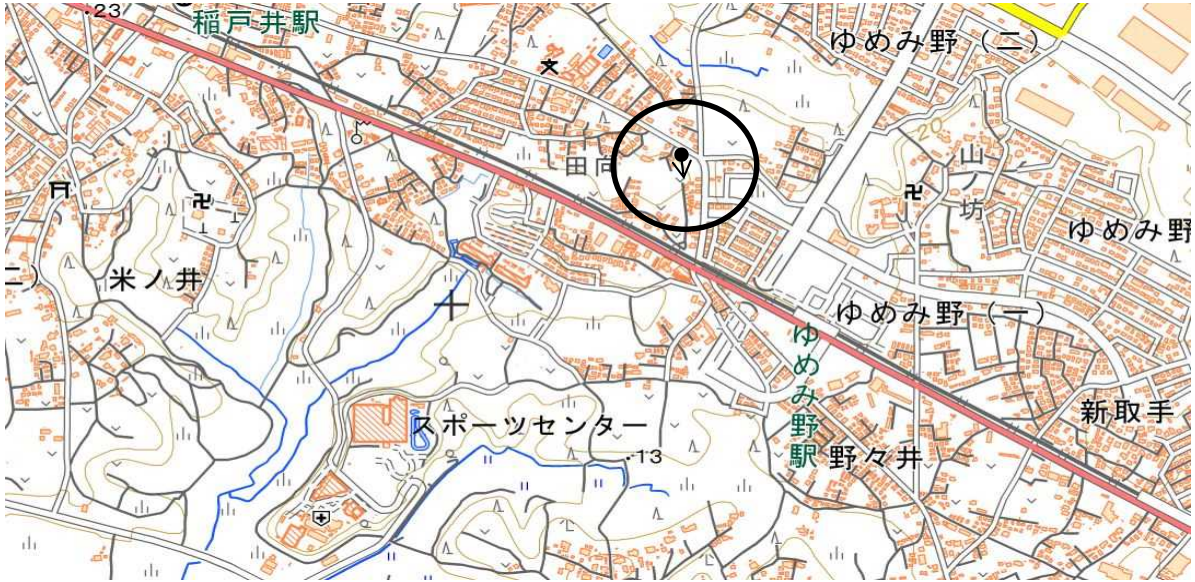 ・23
稲戸井駅
ゆめみ野（二）
田向
20
山ノ坊
ゆめみ野
米ノ井
二）
ゆめみ野（一）
ゆめみ野駅
スポーツセンター
・13
野々井
新取手